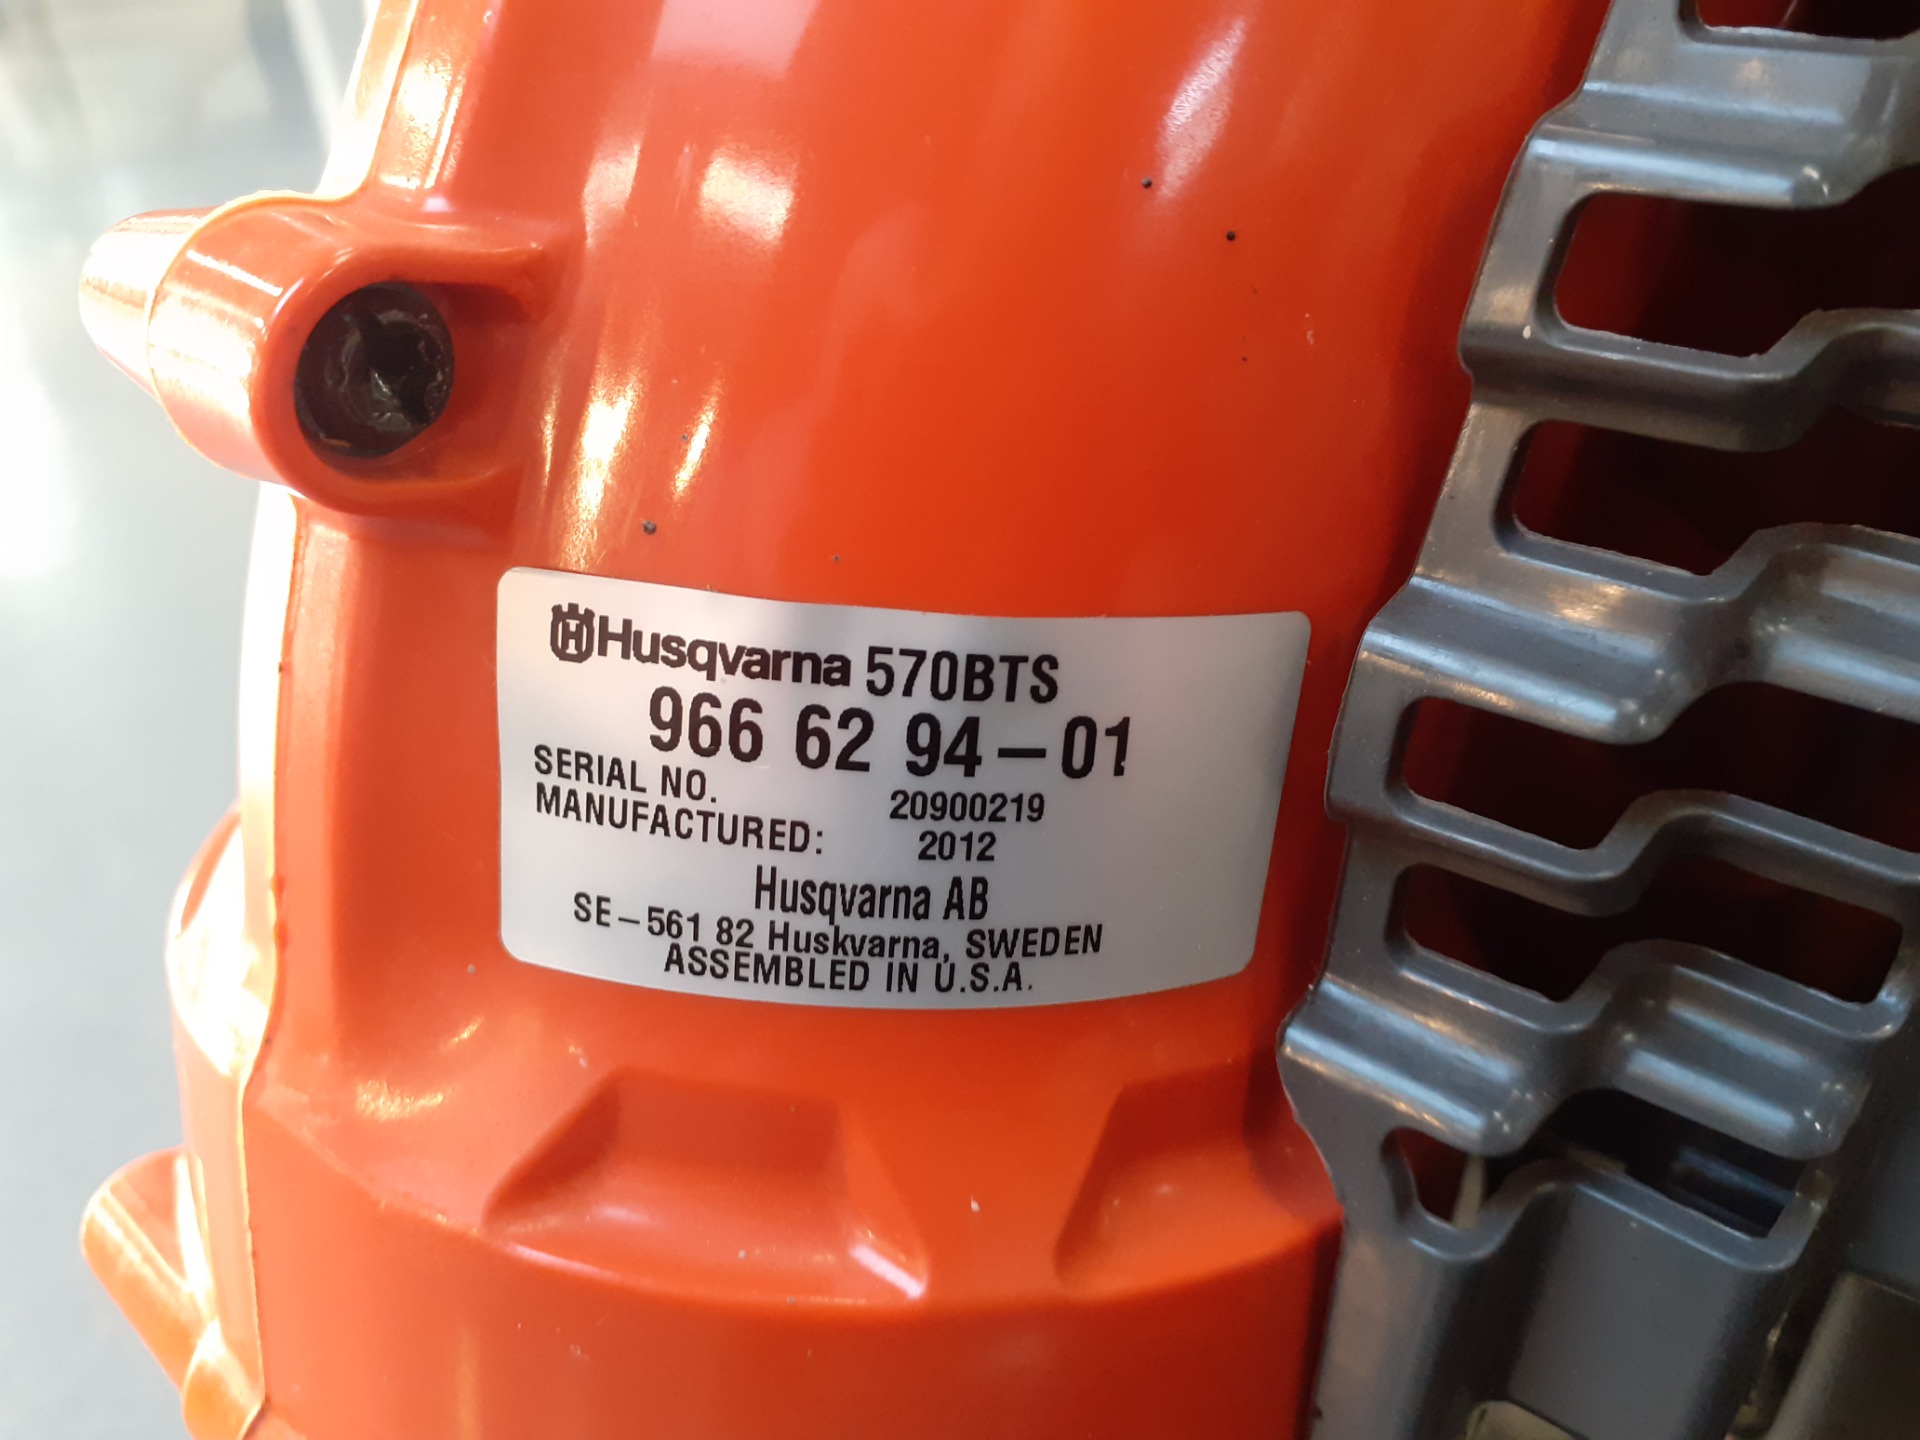 Husqvarna 570BTS
966 62 94-01
SERIAL NO. 20900219
MANUFACTURED: 2012
Husqvarna AB
SE-561 82 Huskvarna, SWEDEN
ASSEMBLED IN U.S.A.